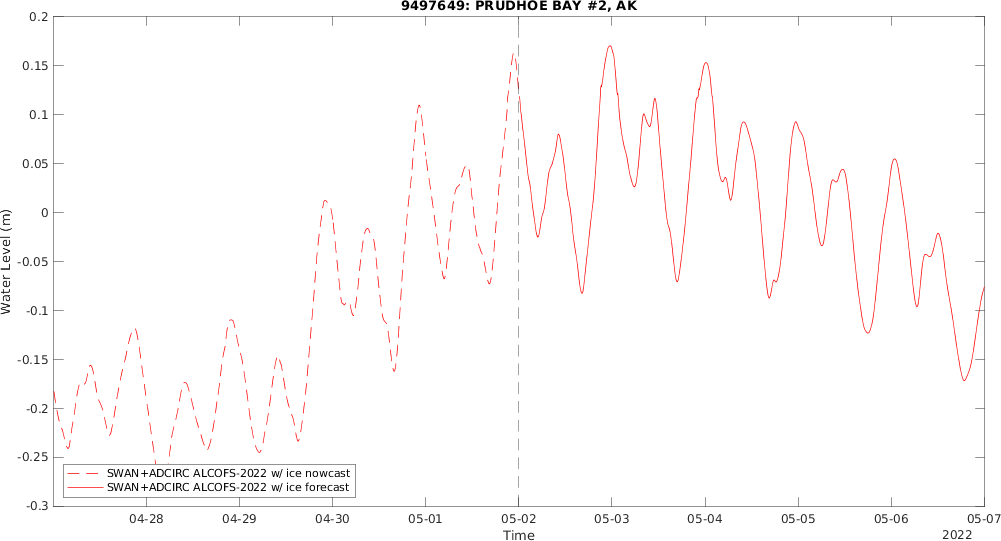 9497649: PRUDHOE BAY #2, AK
Water Level (m)
0.2
0.15
0.1
0.05
0
-0.05
-0.1
-0.15
-0.2
-0.25
-0.3
SWAN+ADCIRC ALCOFS-2022 w/ ice nowcast
SWAN+ADCIRC ALCOFS-2022 w/ ice forecast
04-28 04-29 04-30 05-01 05-02 05-03 05-04 05-05 05-06 05-07
Time
2022